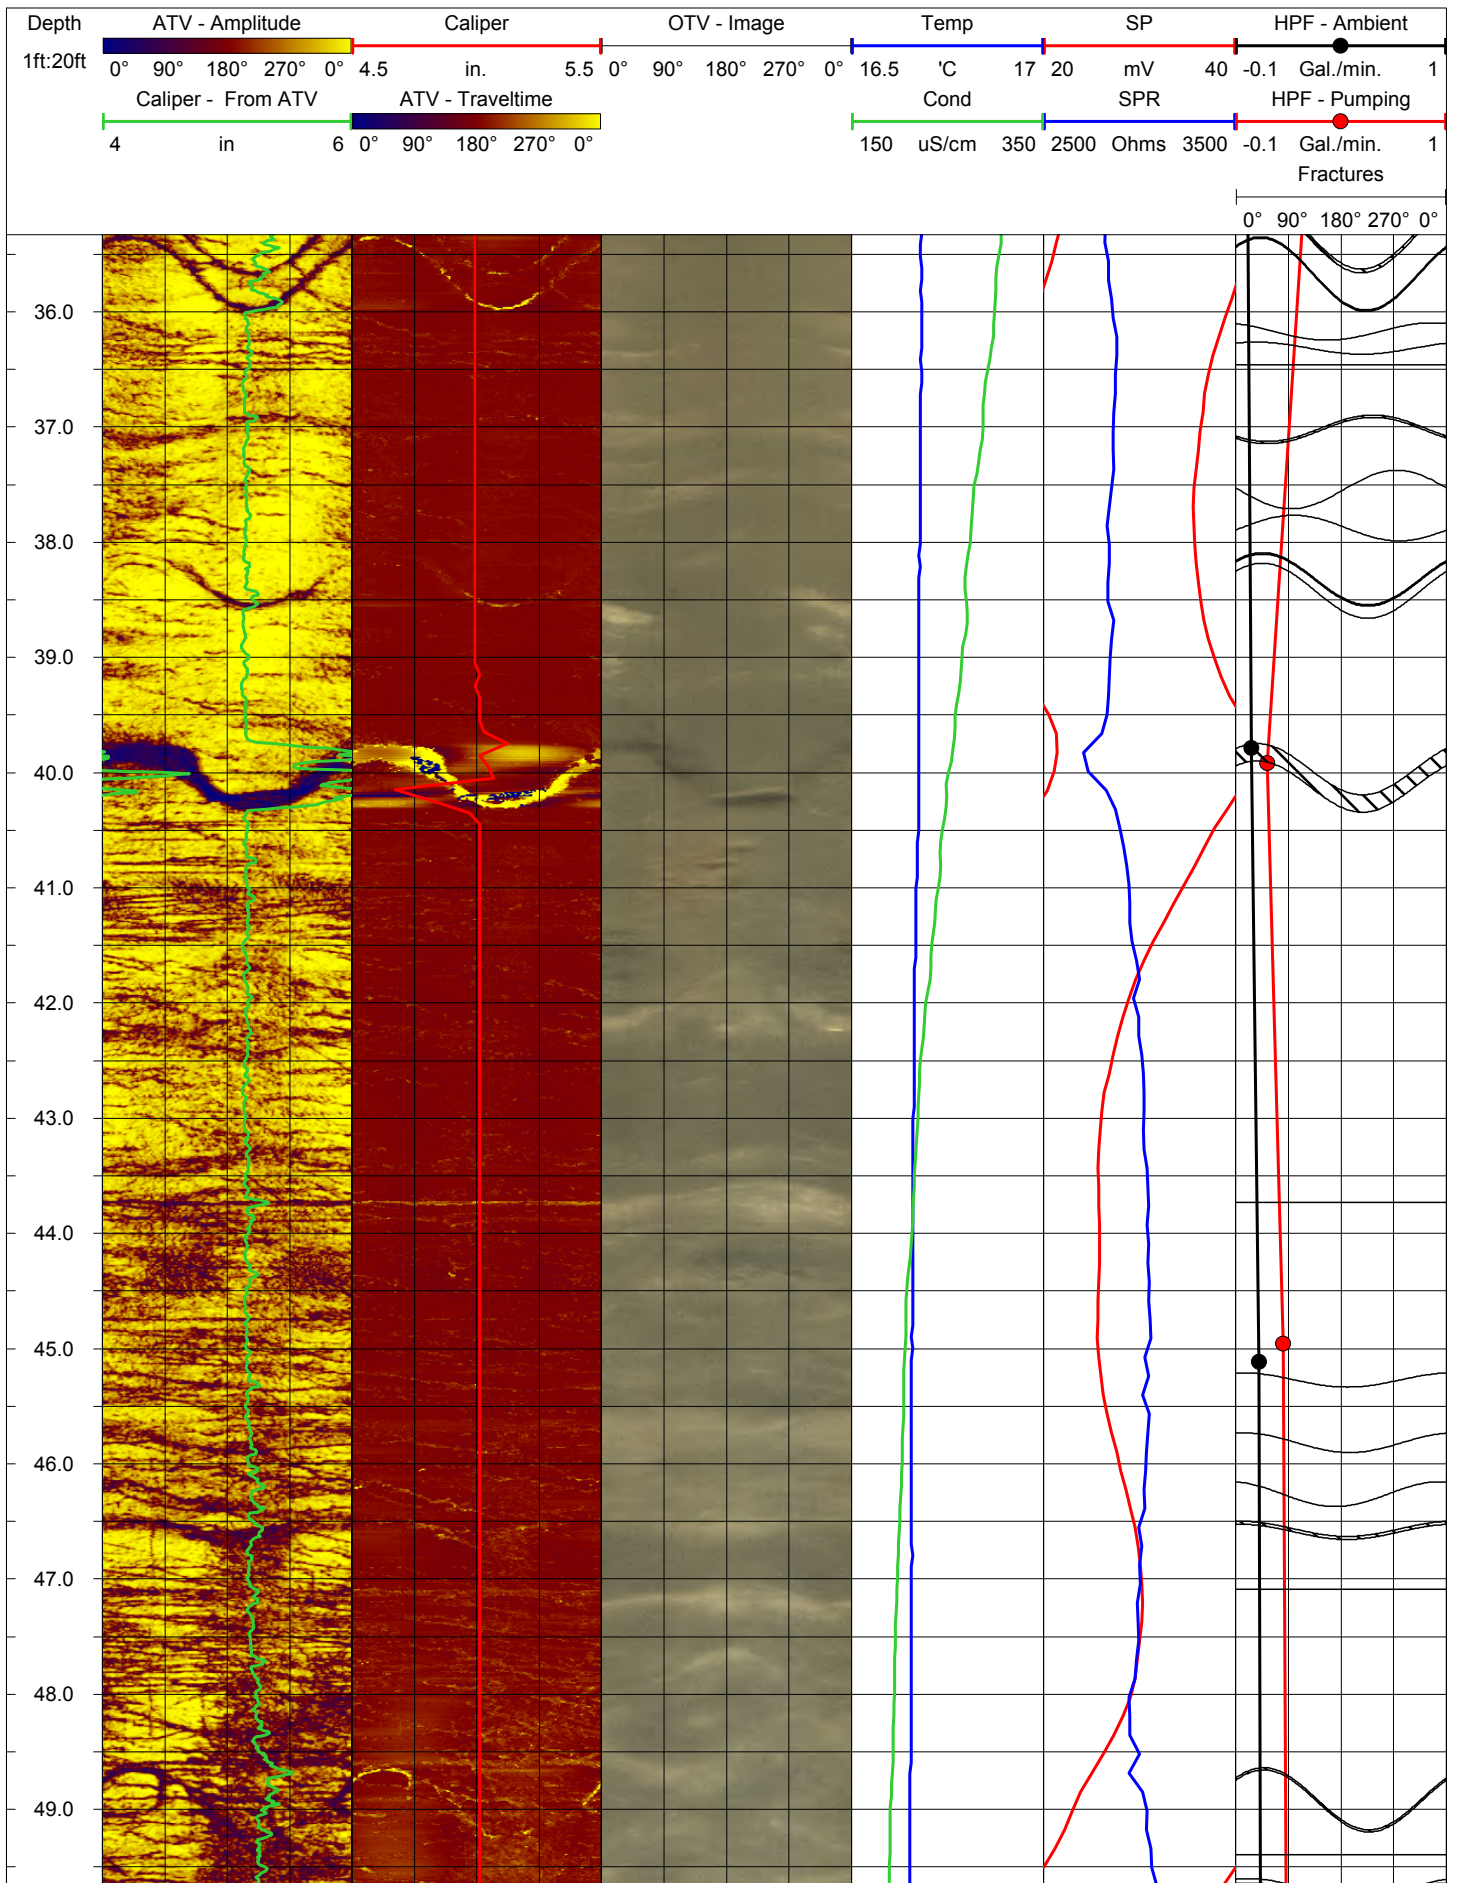 Depth ATV - Amplitude Caliper OTV - Image Temp SP HPF - Ambient
1ft:20ft 0° 90° 180° 270° 0° 4.5 in. 5.5 0° 90° 180° 270° 0° 16.5 'C 17 20 mV 40 -0.1 Gal./min. 1
Caliper - From ATV ATV - Traveltime Cond SPR HPF - Pumping
4 in 6 0° 90° 180° 270° 0° 150 uS/cm 350 2500 Ohms 3500 -0.1 Gal./min. 1
Fractures
0° 90° 180° 270° 0°
36.0
37.0
38.0
39.0
40.0
41.0
42.0
43.0
44.0
45.0
46.0
47.0
48.0
49.0